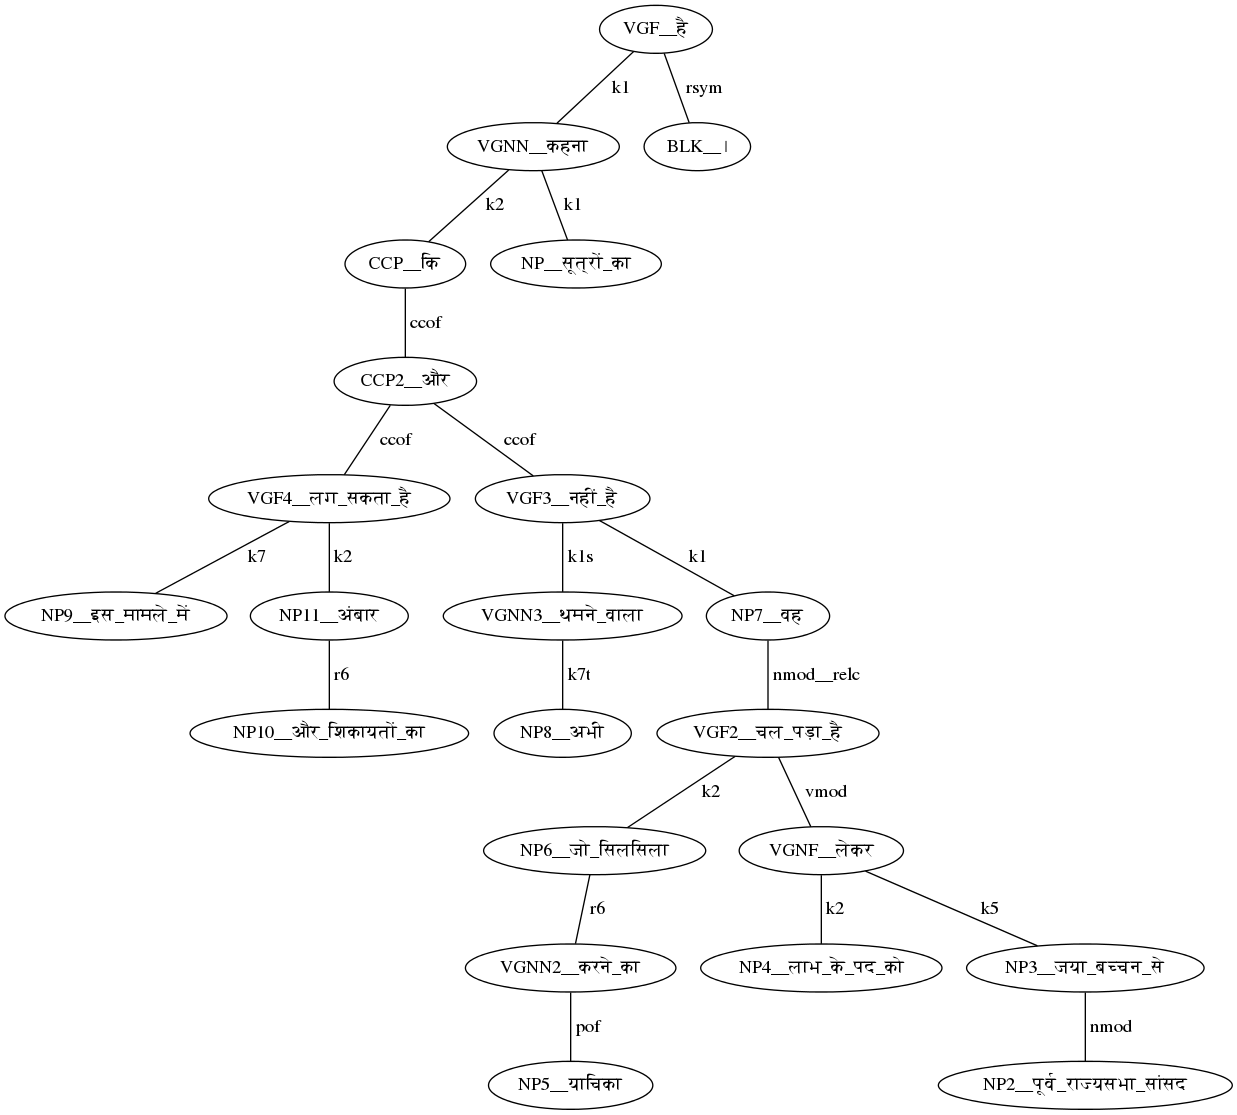 VGF__है
k1 rsym
VGNN__कहना BLK__।
k2 k1
CCP__कि NP__सूत्रों_का
ccof
CCP2__और
ccof ccof
VGF4__लग_सकता_है VGF3__नहीं_है
k7 k2 k1s k1
NP9__इस_मामले_में NP11__अंबार VGNN3__थमने_वाला NP7__वह
r6 k7t nmod__relc
NP10__और_शिकायतों_का NP8__अभी VGF2__चल_पड़ा_है
k2 vmod
NP6__जो_सिलसिला VGNF__लेकर
r6 k2 k5
VGNN2__करने_का NP4__लाभ_के_पद_को NP3__जया_बच्चन_से
pof nmod
NP5__याचिका NP2__पूर्व_राज्यसभा_सांसद